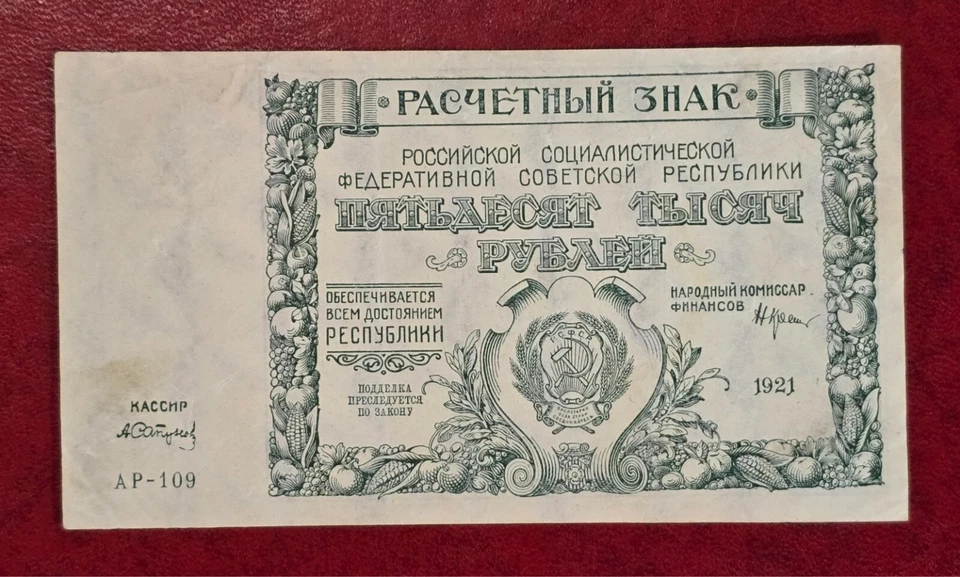 РАСЧЕТНЫЙ ЗНАК
РОССИЙСКОЙ СОЦИАЛИСТИЧЕСКОЙ
ФЕДЕРАТИВНОЙ СОВЕТСКОЙ РЕСПУБЛИКИ
ПЯТЬДЕСЯТ ТЫСЯЧ
РУБЛЕЙ
ОБЕСПЕЧИВАЕТСЯ
ВСЕМ ДОСТОЯНИЕМ
РЕСПУБЛИКИ
ПОДДЕЛКА
ПРЕСЛЕДУЕТСЯ
ПО ЗАКОНУ
НАРОДНЫЙ КОМИССАР
ФИНАНСОВ
1921
КАССИР
АР-109